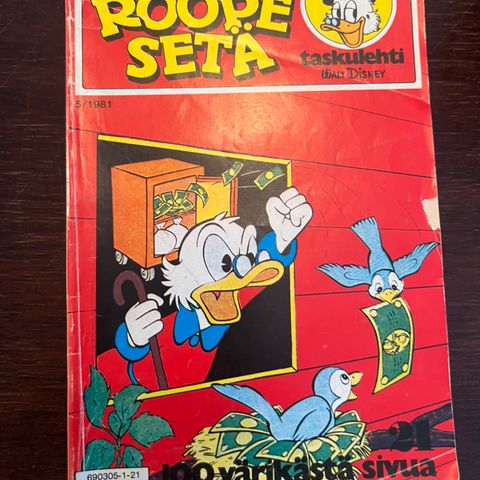 ROOPE
SETÄ
taskulehti
WALT DISNEY
5/1981
21
100 värikästä sivua
690305-1-21